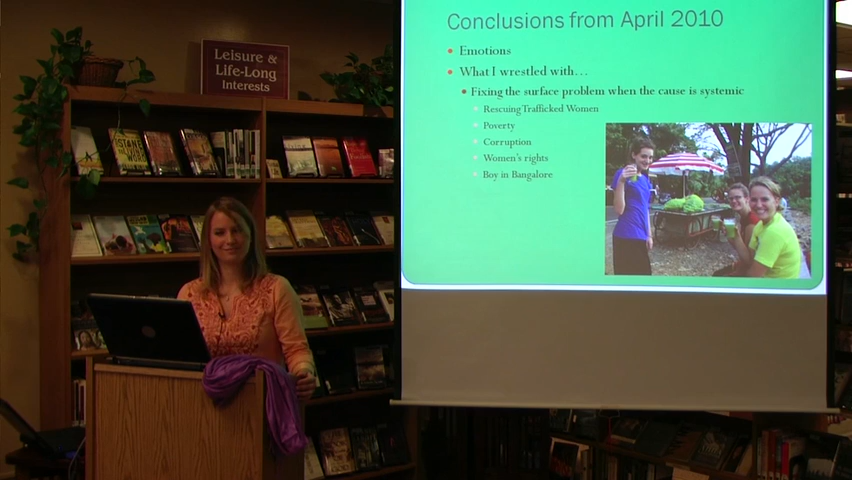 Leisure &
Life-Long
Interests
Conclusions from April 2010
Emotions
What I wrestled with…
Fixing the surface problem when the cause is systemic
Rescuing Trafficked Women
Poverty
Corruption
Women's rights
Boy in Bangalore